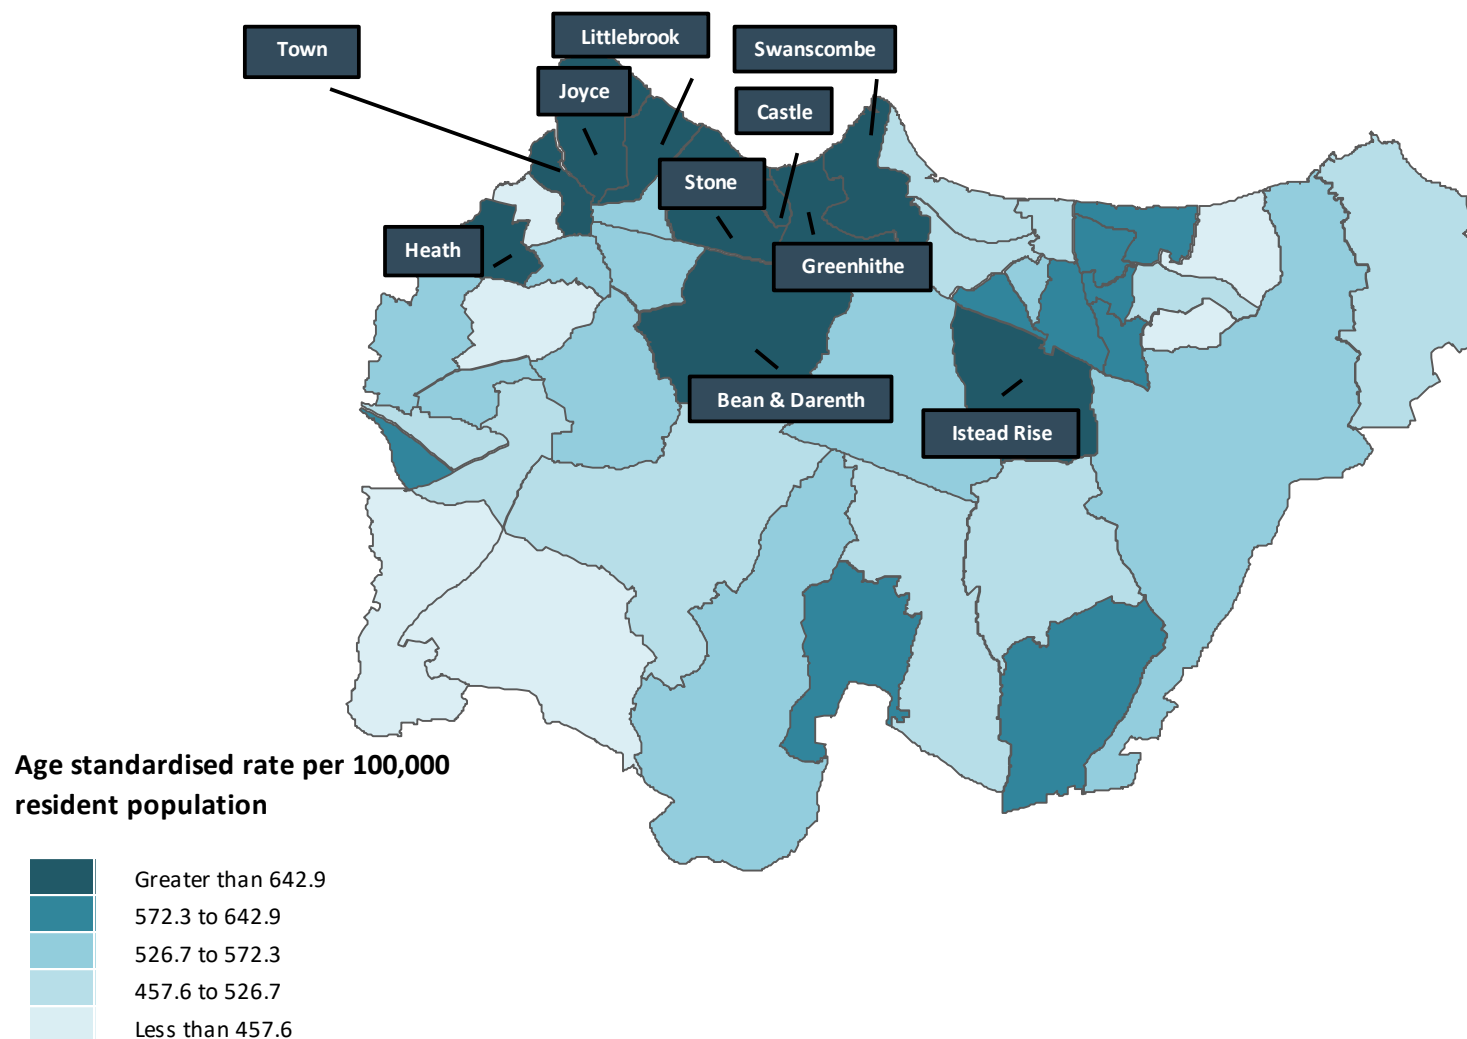 Littlebrook
Town
Swanscombe
Joyce
Castle
Stone
Heath
Greenhithe
Bean & Darenth
Istead Rise
Age standardised rate per 100,000
resident population
Greater than 642.9
572.3 to 642.9
526.7 to 572.3
457.6 to 526.7
Less than 457.6